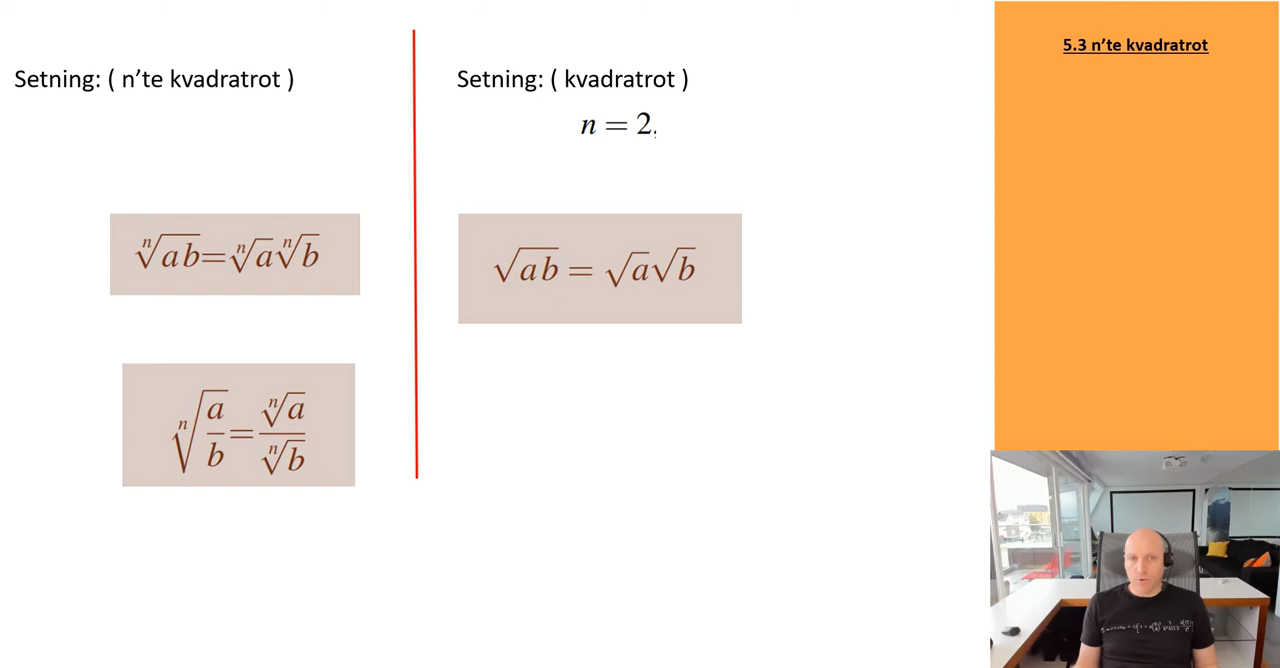 5.3 n’te kvadratrot
Setning: ( n’te kvadratrot )
ⁿ√(ab)=ⁿ√a ⁿ√b
ⁿ√(a/b)=ⁿ√a/ⁿ√b
Setning: ( kvadratrot )
n = 2,
√(ab) = √a√b